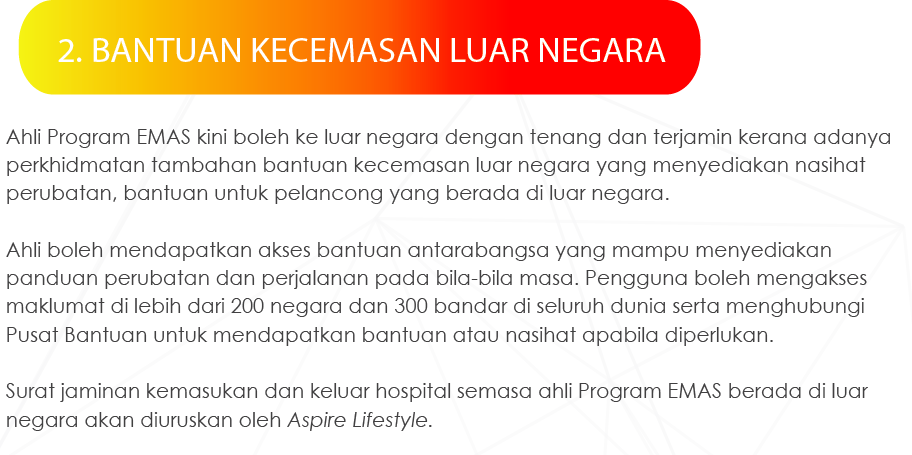 2. BANTUAN KECEMASAN LUAR NEGARA
Ahli Program EMAS kini boleh ke luar negara dengan tenang dan terjamin kerana adanya
perkhidmatan tambahan bantuan kecemasan luar negara yang menyediakan nasihat
perubatan, bantuan untuk pelancong yang berada di luar negara.
Ahli boleh mendapatkan akses bantuan antarabangsa yang mampu menyediakan
panduan perubatan dan perjalanan pada bila-bila masa. Pengguna boleh mengakses
maklumat di lebih dari 200 negara dan 300 bandar di seluruh dunia serta menghubungi
Pusat Bantuan untuk mendapatkan bantuan atau nasihat apabila diperlukan.
Surat jaminan kemasukan dan keluar hospital semasa ahli Program EMAS berada di luar
negara akan diuruskan oleh Aspire Lifestyle.